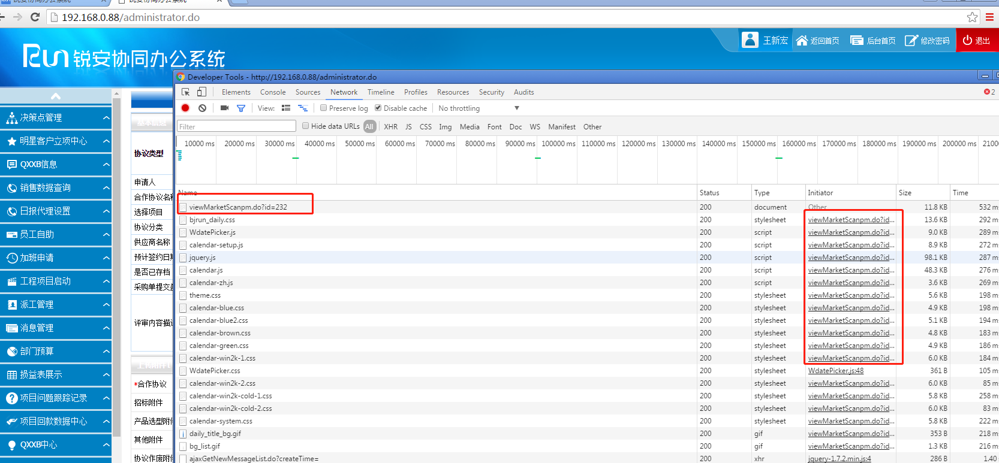 锐安协同办公系统 × 锐安协同办公系统 ×
192.168.0.88/administrator.do
Run 锐安协同办公系统
王新宏 返回首页 后台首页 修改密码 退出
决策点管理
明星客户立项中心
QXXB信息
销售数据查询
日报代理设置
员工自助
加班申请
工程项目启动
派工管理
消息管理
部门预算
损益表展示
项目问题跟踪记录
项目回款数据中心
QXXB中心
基本信息
协议类型
申请人
合作协议名称
选择项目
协议分类
供应商名称
预计签约日期
是否已存档
采购单提交
评审内容描述
上传附件
*合作协议
招标附件
产品选型附件
其他附件
协议作废附件
Developer Tools - http://192.168.0.88/administrator.do
Elements Console Sources Network Timeline Profiles Resources Security Audits 2
View: Preserve log Disable cache No throttling ▼
Filter Hide data URLs All XHR JS CSS Img Media Font Doc WS Manifest Other
10000 ms 20000 ms 30000 ms 40000 ms 50000 ms 60000 ms 70000 ms 80000 ms 90000 ms 100000 ms 110000 ms 120000 ms 130000 ms 140000 ms 150000 ms 160000 ms 170000 ms 180000 ms 190000 ms 200000 ms 21000
Name Status Type Initiator Size Time
viewMarketScanpm.do?id=232 200 document Other 11.8 KB 532 m
bjrun_daily.css 200 stylesheet viewMarketScanpm.do?id... 13.6 KB 292 m
WdatePicker.js 200 script viewMarketScanpm.do?id... 9.0 KB 289 m
calendar-setup.js 200 script viewMarketScanpm.do?id... 8.9 KB 272 m
jquery.js 200 script viewMarketScanpm.do?id... 98.1 KB 287 m
calendar.js 200 script viewMarketScanpm.do?id... 48.3 KB 276 m
calendar-zh.js 200 script viewMarketScanpm.do?id... 3.6 KB 269 m
theme.css 200 stylesheet viewMarketScanpm.do?id... 5.6 KB 198 m
calendar-blue.css 200 stylesheet viewMarketScanpm.do?id... 4.9 KB 198 m
calendar-blue2.css 200 stylesheet viewMarketScanpm.do?id... 5.1 KB 194 m
calendar-brown.css 200 stylesheet viewMarketScanpm.do?id... 4.8 KB 183 m
calendar-green.css 200 stylesheet viewMarketScanpm.do?id... 4.9 KB 186 m
calendar-win2k-1.css 200 stylesheet viewMarketScanpm.do?id... 6.0 KB 184 m
WdatePicker.css 200 stylesheet WdatePicker.js:48 361 B 105 m
calendar-win2k-2.css 200 stylesheet viewMarketScanpm.do?id... 6.0 KB 85 m
calendar-win2k-cold-1.css 200 stylesheet viewMarketScanpm.do?id... 5.8 KB 258 m
calendar-win2k-cold-2.css 200 stylesheet viewMarketScanpm.do?id... 6.0 KB 83 m
calendar-system.css 200 stylesheet viewMarketScanpm.do?id... 5.8 KB 222 m
daily_title_bg.gif 200 gif viewMarketScanpm.do?id... 353 B 218 m
bg_list.gif 200 gif viewMarketScanpm.do?id... 1.3 KB 216 m
ajaxGetNewMessageList.do?createTime= 200 xhr jquery-1.7.2.min.js:4 286 B 1.40